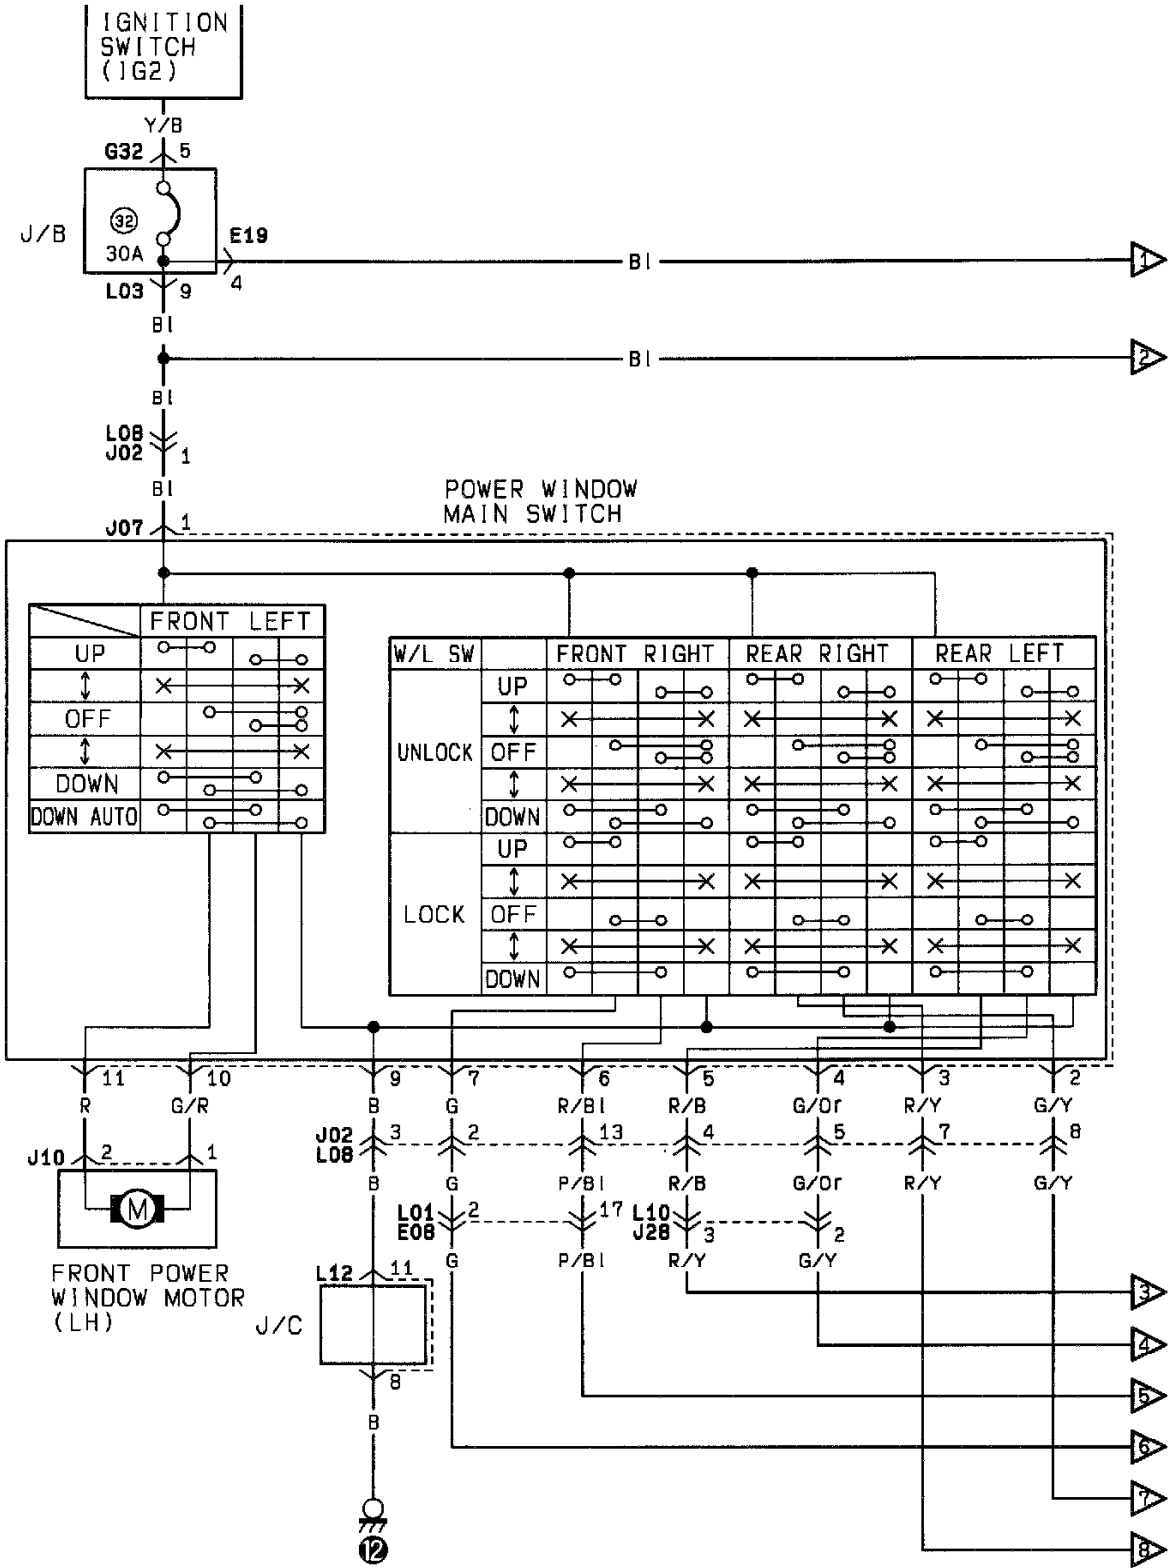 IGNITION
SWITCH
(IG2)
Y/B
G32 5
J/B
32
30A
E19
4
Bl
1
L03 9
Bl
Bl
2
Bl
L08
J02 1
Bl
POWER WINDOW
MAIN SWITCH
J07 1
FRONT LEFT
UP
OFF
DOWN
DOWN AUTO
W/L SW FRONT RIGHT REAR RIGHT REAR LEFT
UNLOCK
UP
OFF
DOWN
LOCK
UP
OFF
DOWN
11 10 9 7 6 5 4 3 2
R G/R B G R/Bl R/B G/Or R/Y G/Y
J02 3 2 13 4 5 7 8
L08
J10 2 1
M
B G P/Bl R/B G/Or R/Y G/Y
L01 2 17 L10
E08 J28 3 2
G P/Bl R/Y G/Y
FRONT POWER
WINDOW MOTOR
(LH)
L12 11
J/C
8
B
12
3
4
5
6
7
8